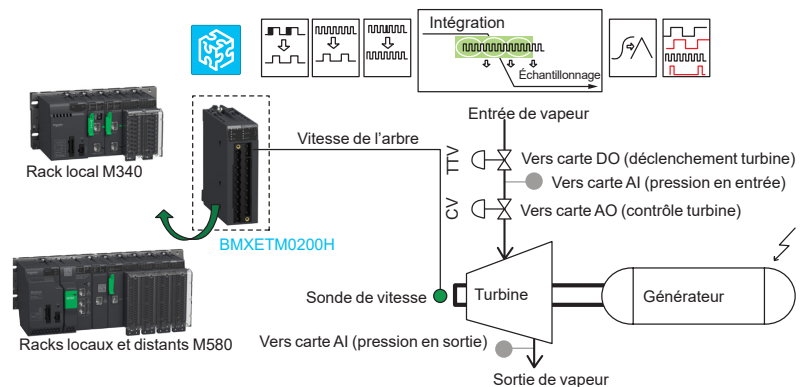 Intégration
Échantillonnage
Entrée de vapeur
Vitesse de l'arbre
TTV
Vers carte DO (déclenchement turbine)
Rack local M340
Vers carte AI (pression en entrée)
CV
Vers carte AO (contrôle turbine)
BMXETM0200H
Sonde de vitesse
Turbine
Générateur
Vers carte AI (pression en sortie)
Racks locaux et distants M580
Sortie de vapeur